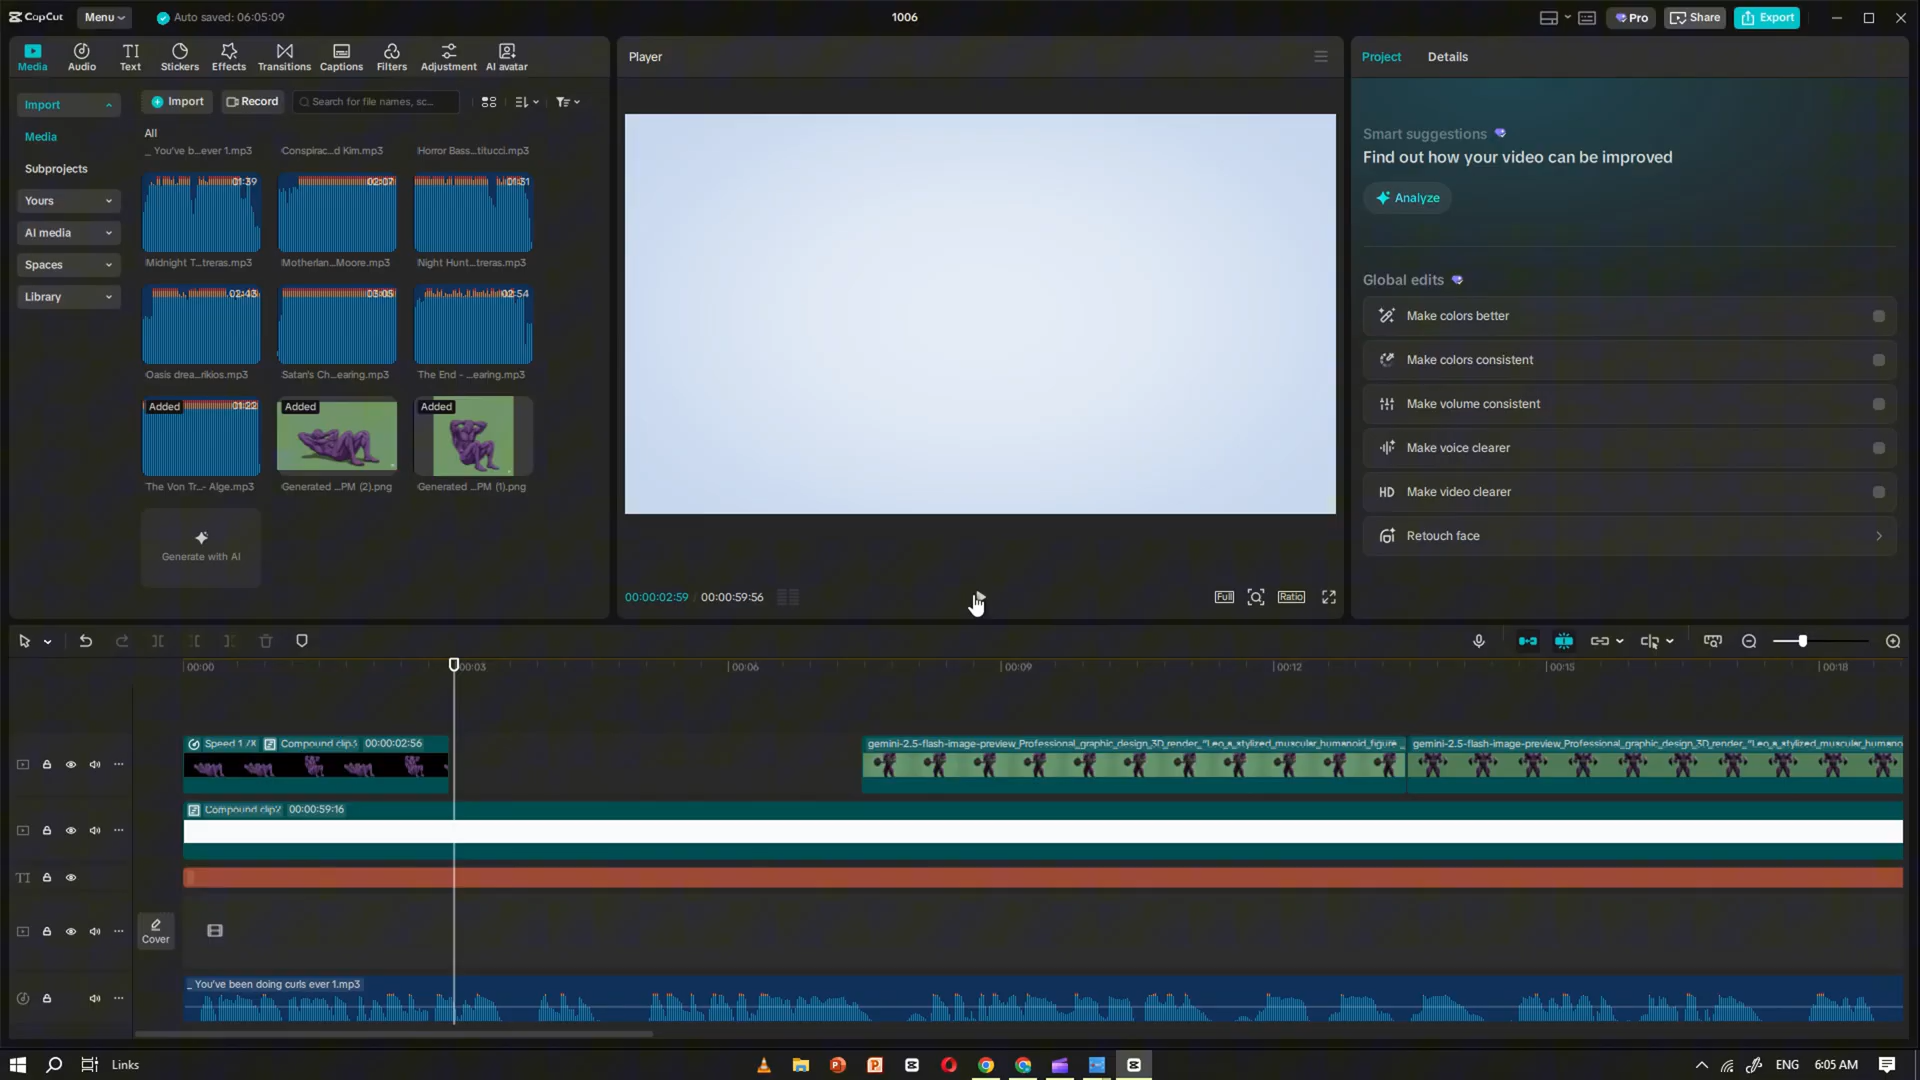 CapCut
Menu
Auto saved: 06:05:09
1006
Pro
Share
Export
Media
Audio
Text
Stickers
Effects
Transitions
Captions
Filters
Adjustment
AI avatar
Import
Media
Subprojects
Yours
AI media
Spaces
Library
Import
Record
Search for file names, sc...
All
_ You've b...ever 1.mp3
Conspirac...d Kim.mp3
Horror Bass...titucci.mp3
01:39
02:07
01:31
Midnight T...treras.mp3
Motherlan...Moore.mp3
Night Hunt...treras.mp3
02:43
03:05
02:54
Oasis drea...rikios.mp3
Satan's Ch...earing.mp3
The End - ...earing.mp3
Added
01:22
Added
Added
The Von Tr...- Alge.mp3
Generated ...PM (2).png
Generated ...PM (1).png
Generate with AI
Player
00:00:02:59 / 00:00:59:56
Full
Ratio
Project
Details
Smart suggestions
Find out how your video can be improved
Analyze
Global edits
Make colors better
Make colors consistent
Make volume consistent
Make voice clearer
HD
Make video clearer
Retouch face
00:00
00:03
00:06
00:09
00:12
00:15
00:18
Compound clip3
00:00:02:56
gemini-2.5-flash-image-preview_Professional_graphic_design_3D_render_"Leo_a_stylized_muscular_humanoid_figure_...
gemini-2.5-flash-image-preview_Professional_graphic_design_3D_render_"Leo_a_stylized_muscular_humano
Compound clip2
00:00:59:16
TI
Cover
_ You've been doing curls ever 1.mp3
Links
ENG
6:05 AM